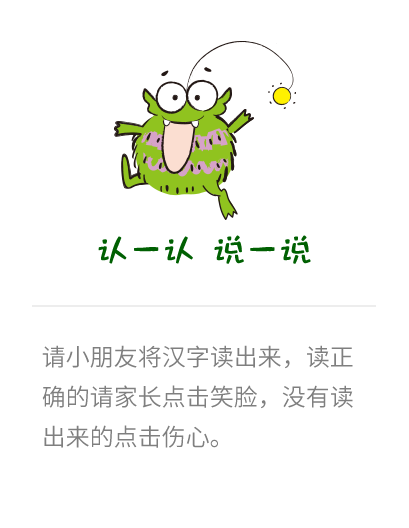 认一认 说一说
请小朋友将汉字读出来，读正
确的请家长点击笑脸，没有读
出来的点击伤心。